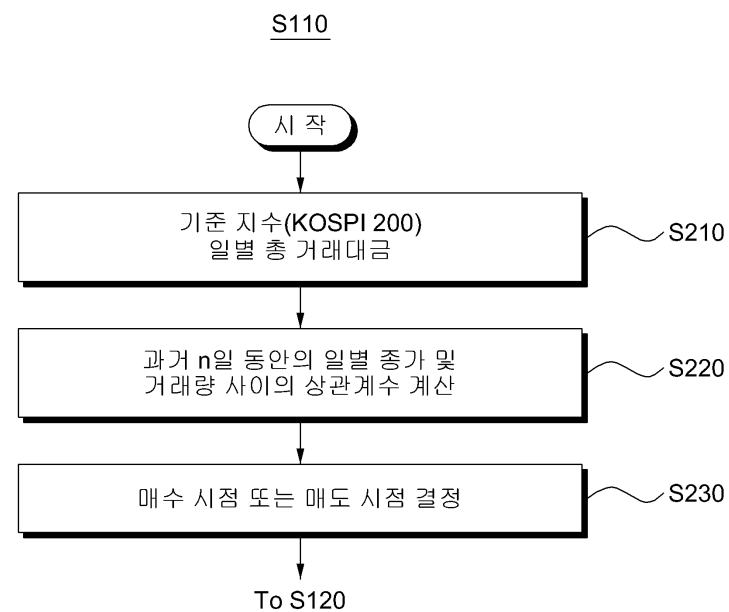 S110
시 작
기준 지수(KOSPI 200)
일별 총 거래대금
S210
과거 n일 동안의 일별 종가 및
거래량 사이의 상관계수 계산
S220
매수 시점 또는 매도 시점 결정
S230
To S120